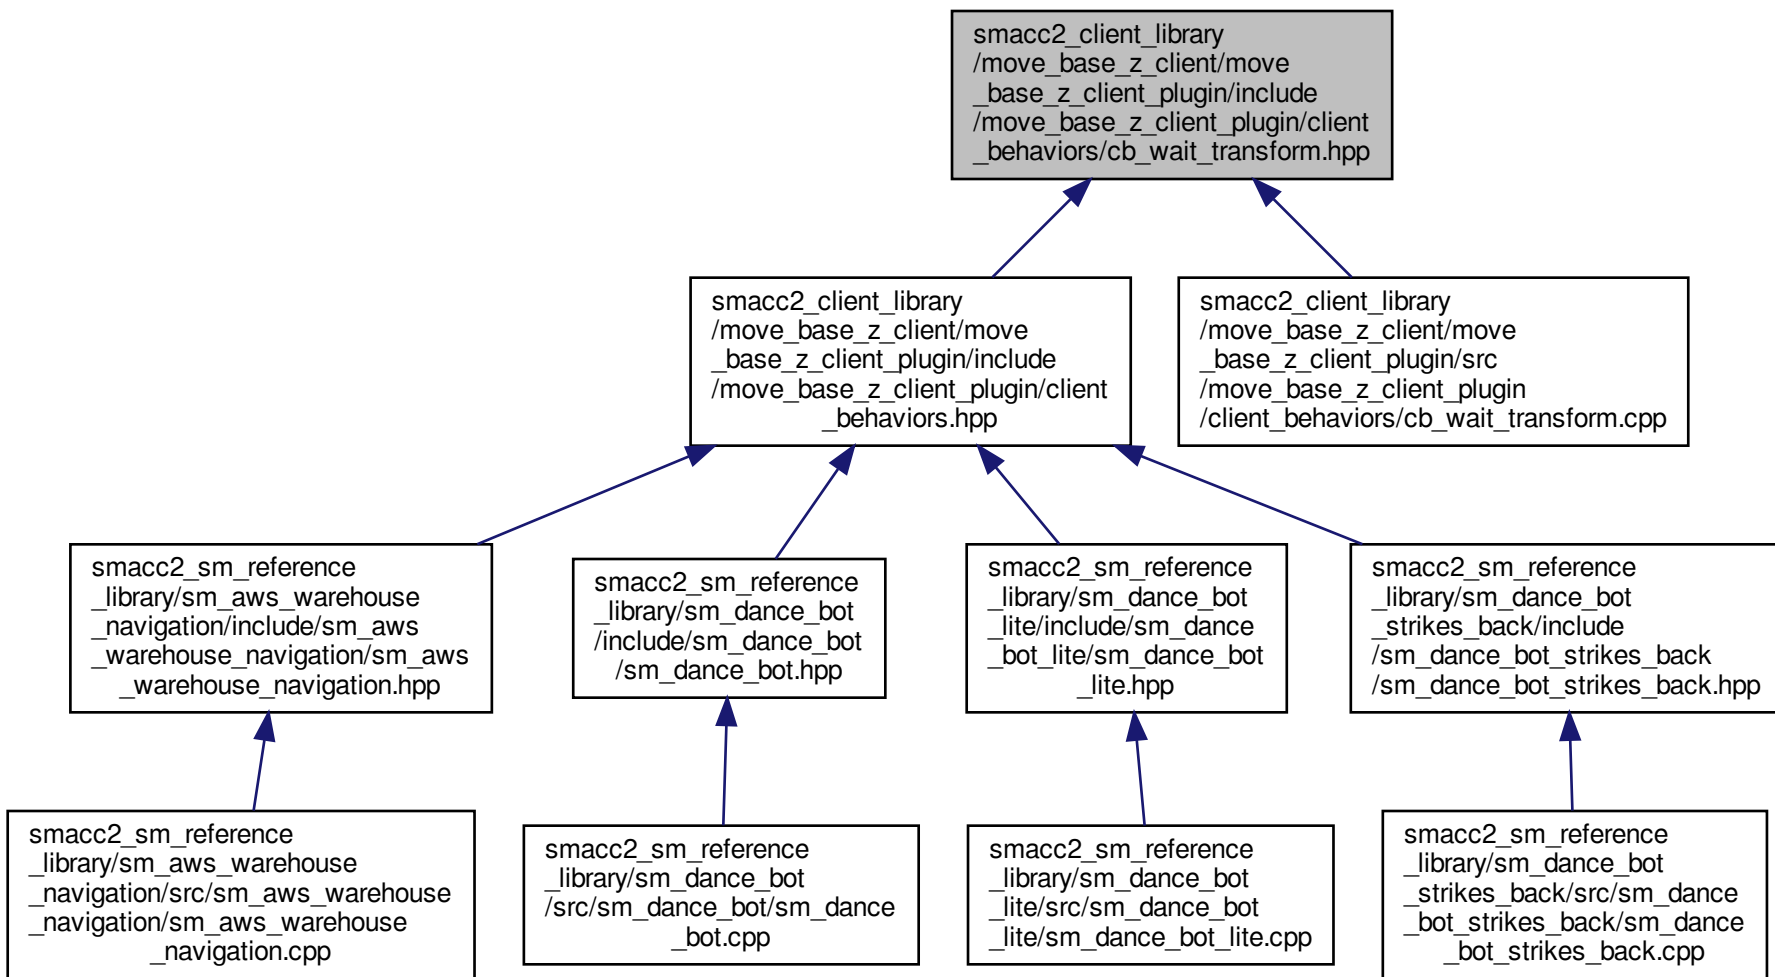 smacc2_client_library
/move_base_z_client/move
_base_z_client_plugin/include
/move_base_z_client_plugin/client
_behaviors/cb_wait_transform.hpp
smacc2_client_library
/move_base_z_client/move
_base_z_client_plugin/include
/move_base_z_client_plugin/client
_behaviors.hpp
smacc2_client_library
/move_base_z_client/move
_base_z_client_plugin/src
/move_base_z_client_plugin
/client_behaviors/cb_wait_transform.cpp
smacc2_sm_reference
_library/sm_aws_warehouse
_navigation/include/sm_aws
_warehouse_navigation/sm_aws
_warehouse_navigation.hpp
smacc2_sm_reference
_library/sm_dance_bot
/include/sm_dance_bot
/sm_dance_bot.hpp
smacc2_sm_reference
_library/sm_dance_bot
_lite/include/sm_dance
_bot_lite/sm_dance_bot
_lite.hpp
smacc2_sm_reference
_library/sm_dance_bot
_strikes_back/include
/sm_dance_bot_strikes_back
/sm_dance_bot_strikes_back.hpp
smacc2_sm_reference
_library/sm_aws_warehouse
_navigation/src/sm_aws_warehouse
_navigation/sm_aws_warehouse
_navigation.cpp
smacc2_sm_reference
_library/sm_dance_bot
/src/sm_dance_bot/sm_dance
_bot.cpp
smacc2_sm_reference
_library/sm_dance_bot
_lite/src/sm_dance_bot
_lite/sm_dance_bot_lite.cpp
smacc2_sm_reference
_library/sm_dance_bot
_strikes_back/src/sm_dance
_bot_strikes_back/sm_dance
_bot_strikes_back.cpp